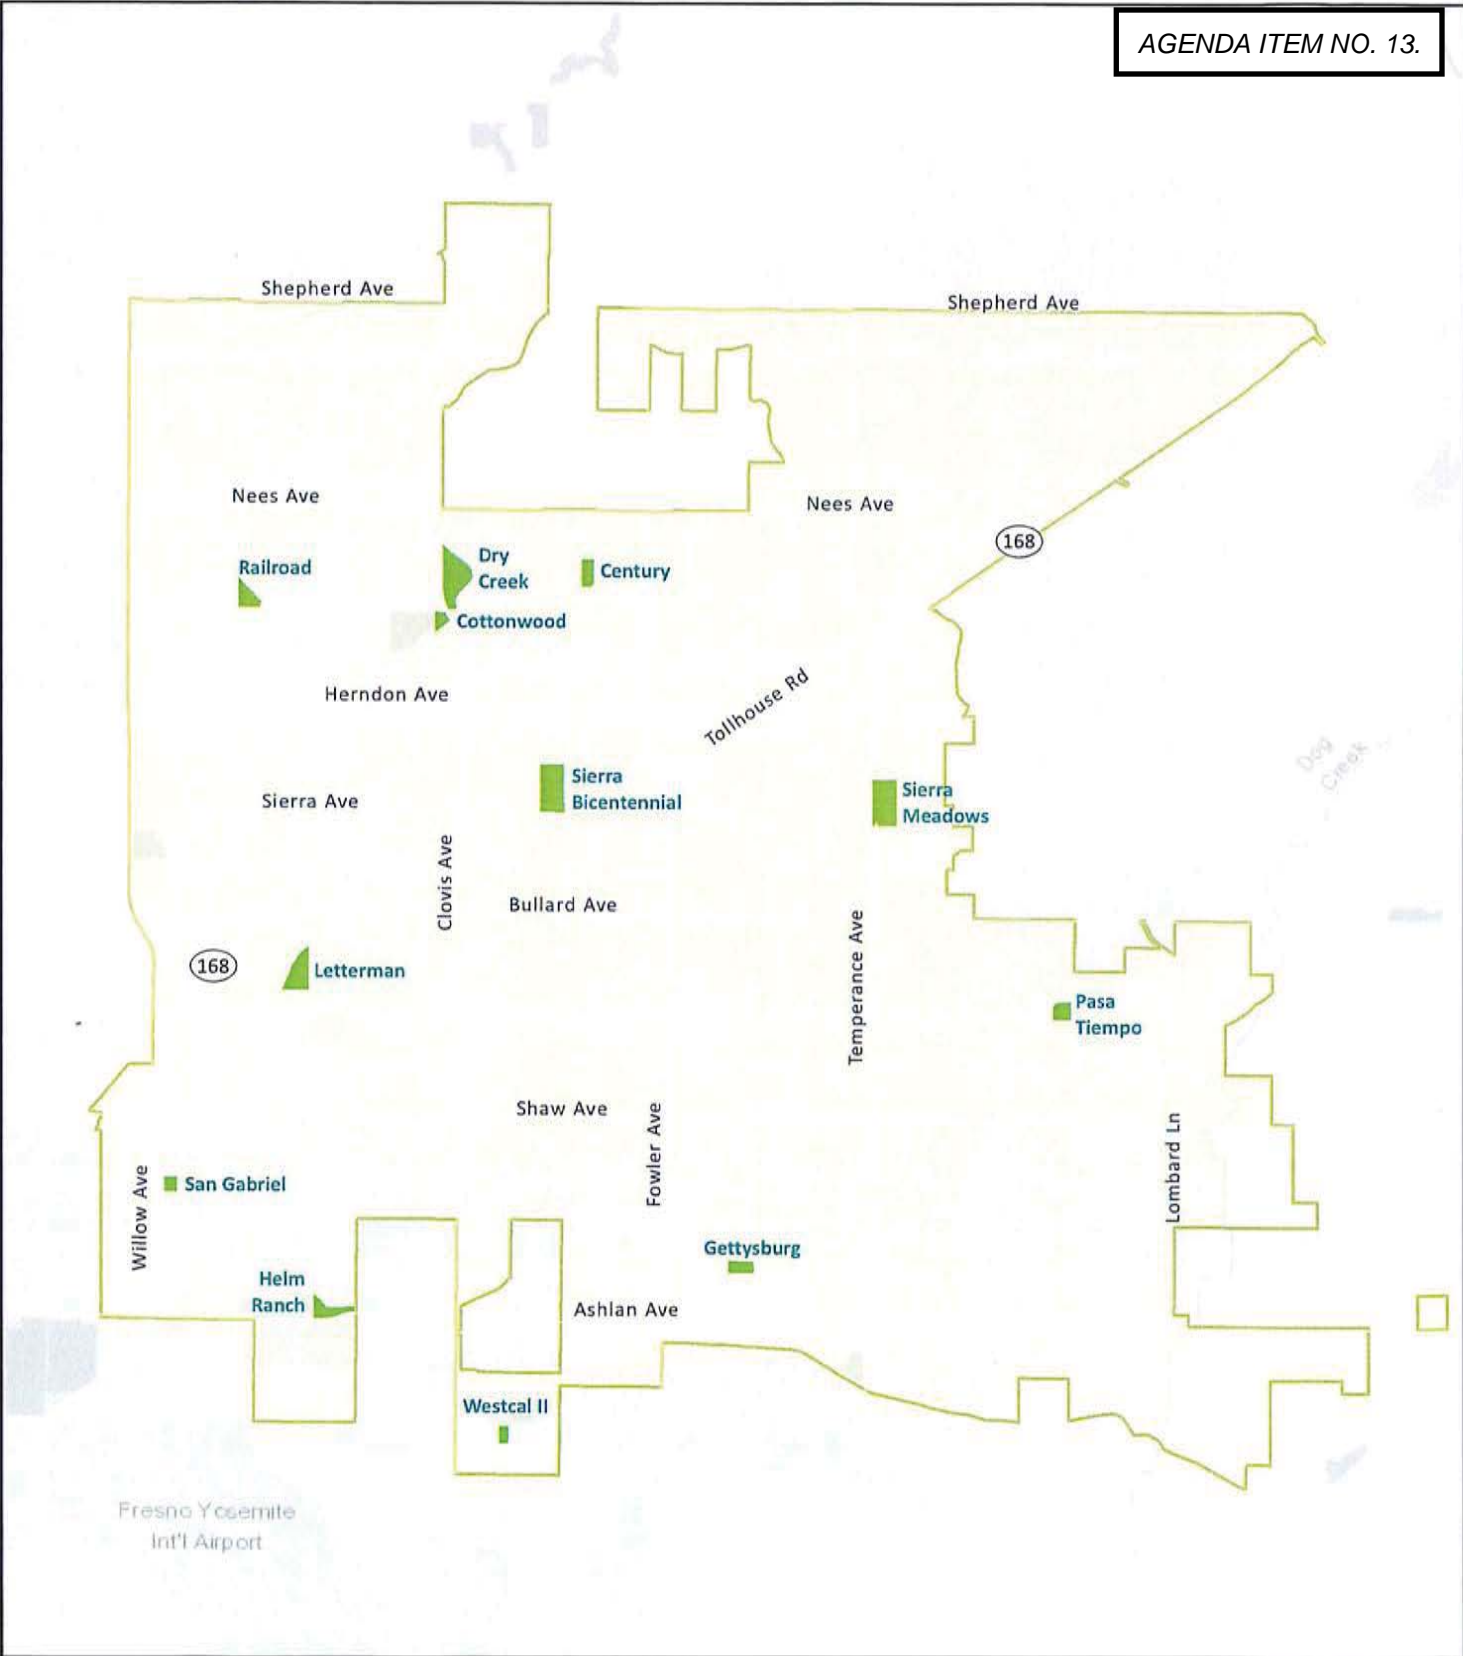 AGENDA ITEM NO. 13.
Shepherd Ave
Shepherd Ave
Nees Ave
Nees Ave
168
Railroad
Dry
Creek
Century
Cottonwood
Herndon Ave
Tollhouse Rd
Dog
Creek
Sierra
Bicentennial
Sierra Ave
Sierra
Meadows
Clovis Ave
Bullard Ave
Temperance Ave
168
Letterman
Pasa
Tiempo
Shaw Ave
Fowler Ave
Lombard Ln
Willow Ave
San Gabriel
Gettysburg
Helm
Ranch
Ashlan Ave
Westcal II
Fresno Yosemite
Int'l Airport